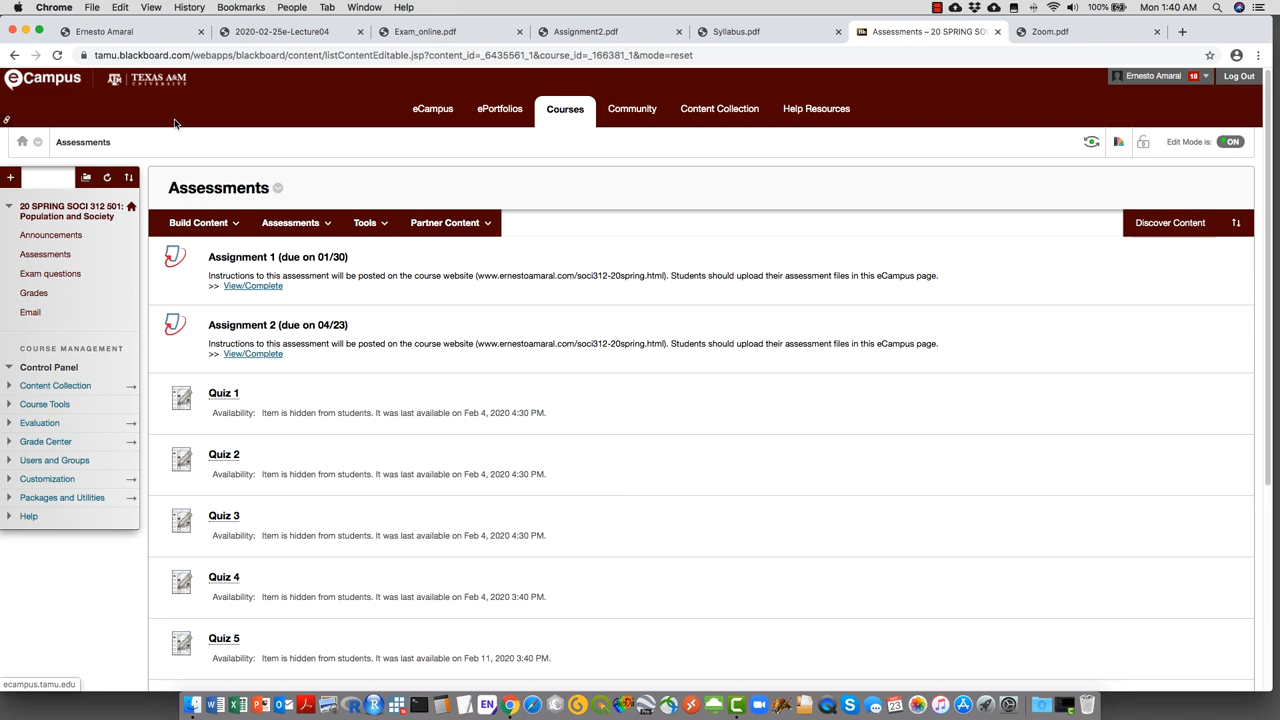 Chrome File Edit View History Bookmarks People Tab Window Help 100% Mon 1:40 AM
Ernesto Amaral 2020-02-25e-Lecture04 Exam_online.pdf Assignment2.pdf Syllabus.pdf Assessments – 20 SPRING SOC Zoom.pdf
tamu.blackboard.com/webapps/blackboard/content/listContentEditable.jsp?content_id=_6435561_1&course_id=_166381_1&mode=reset
eCampus TEXAS A&M UNIVERSITY Ernesto Amaral 18 Log Out
eCampus ePortfolios Courses Community Content Collection Help Resources
Assessments Edit Mode is: ON
20 SPRING SOCI 312 501:
Population and Society
Announcements
Assessments
Exam questions
Grades
Email
COURSE MANAGEMENT
Control Panel
Content Collection
Course Tools
Evaluation
Grade Center
Users and Groups
Customization
Packages and Utilities
Help
Assessments
Build Content Assessments Tools Partner Content Discover Content
Assignment 1 (due on 01/30)
Instructions to this assessment will be posted on the course website (www.ernestoamaral.com/soci312-20spring.html). Students should upload their assessment files in this eCampus page.
>> View/Complete
Assignment 2 (due on 04/23)
Instructions to this assessment will be posted on the course website (www.ernestoamaral.com/soci312-20spring.html). Students should upload their assessment files in this eCampus page.
>> View/Complete
Quiz 1
Availability: Item is hidden from students. It was last available on Feb 4, 2020 4:30 PM.
Quiz 2
Availability: Item is hidden from students. It was last available on Feb 4, 2020 4:30 PM.
Quiz 3
Availability: Item is hidden from students. It was last available on Feb 4, 2020 4:30 PM.
Quiz 4
Availability: Item is hidden from students. It was last available on Feb 4, 2020 3:40 PM.
Quiz 5
Availability: Item is hidden from students. It was last available on Feb 11, 2020 3:40 PM.
ecampus.tamu.edu
EN 23